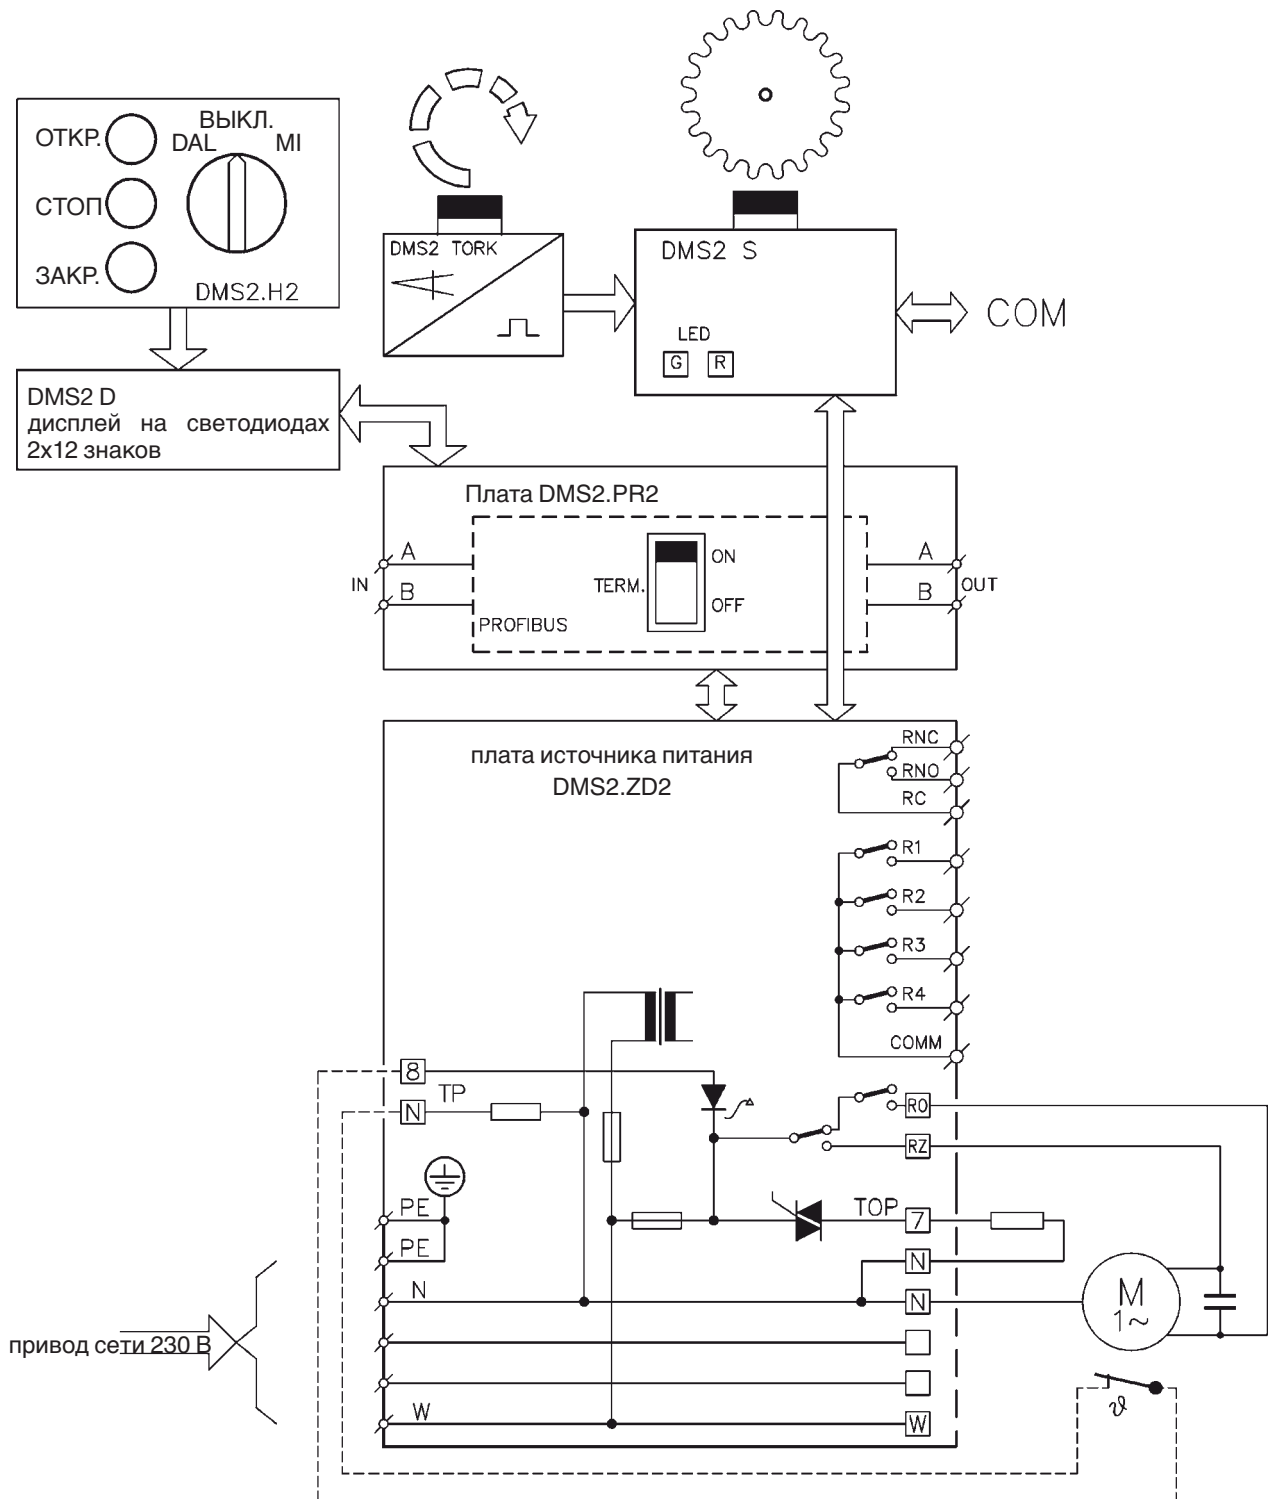 ВЫКЛ.
ОТКР.
DAL
MI
СТОП
ЗАКР.
DMS2.H2
DMS2 TORK
DMS2 S
LED
G
R
COM
DMS2 D
дисплей на светодиодах
2x12 знаков
Плата DMS2.PR2
A
A
IN
B
TERM.
ON
OFF
B
OUT
PROFIBUS
плата источника питания
DMS2.ZD2
RNC
RNO
RC
R1
R2
R3
R4
COMM
8
TP
N
RO
RZ
PE
TOP
7
PE
N
N
N
M
1~
привод сети 230 В
W
W
ϑ